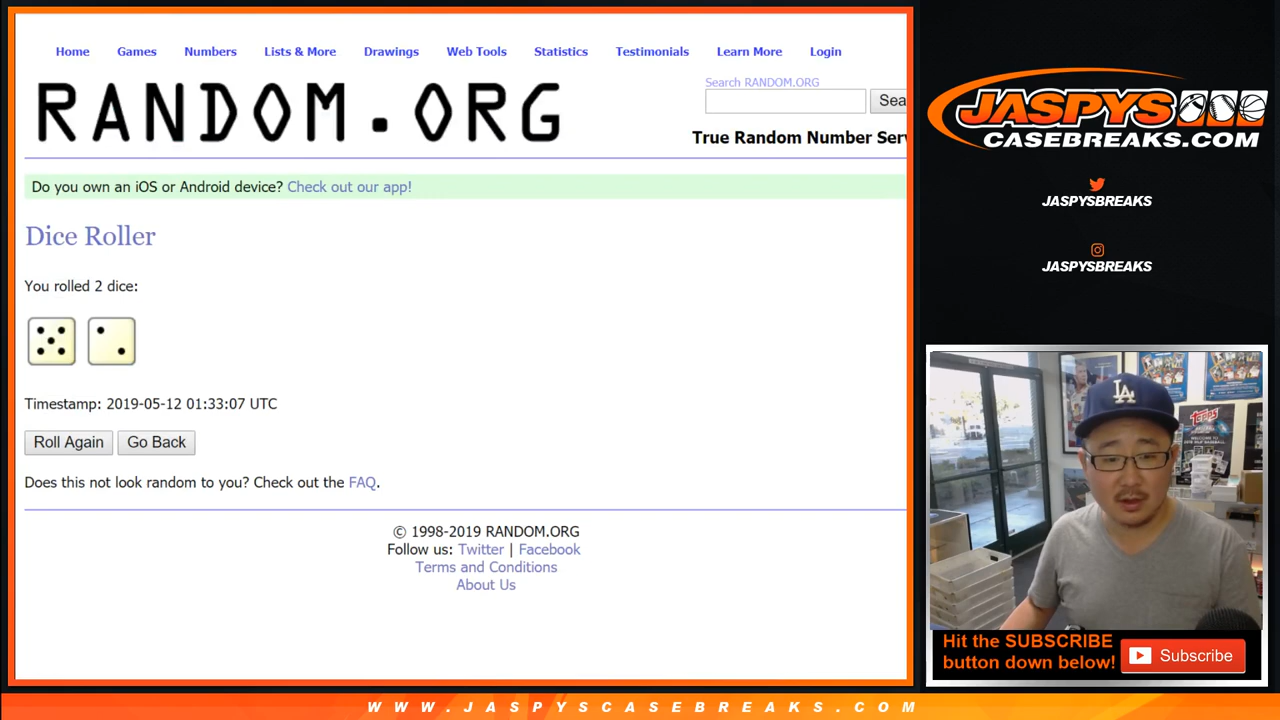 Home Games Numbers Lists & More Drawings Web Tools Statistics Testimonials Learn More Login
RANDOM.ORG
Search RANDOM.ORG
Sea
True Random Number Serv
Do you own an iOS or Android device? Check out our app!
Dice Roller
You rolled 2 dice:
Timestamp: 2019-05-12 01:33:07 UTC
Roll Again Go Back
Does this not look random to you? Check out the FAQ.
© 1998-2019 RANDOM.ORG
Follow us: Twitter | Facebook
Terms and Conditions
About Us
JASPYS
CASEBREAKS.COM
JASPYSBREAKS
JASPYSBREAKS
LA
TOPPS
Hit the SUBSCRIBE
button down below!
Subscribe
WWW.JASPYSCASEBREAKS.COM